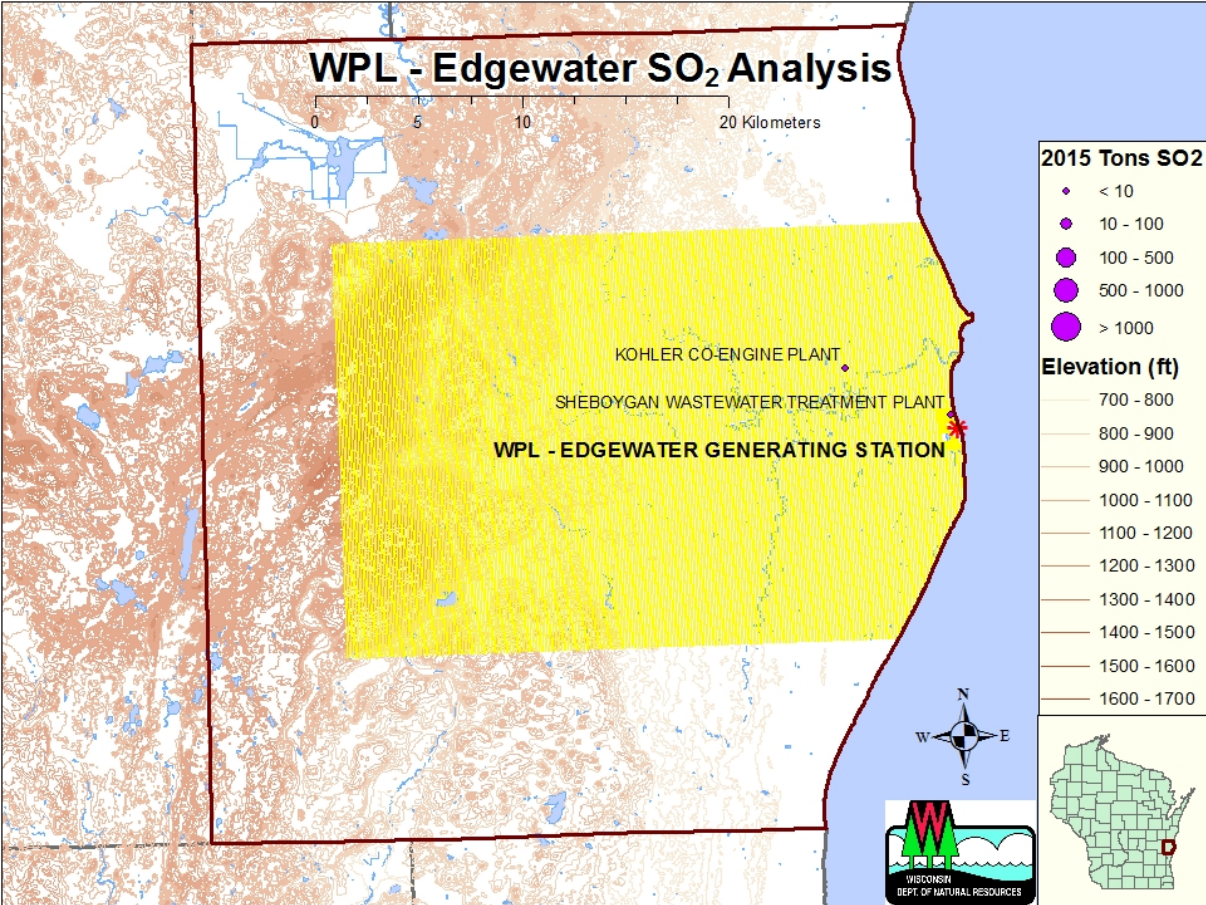 WPL - Edgewater SO₂ Analysis
0 5 10 20 Kilometers
KOHLER CO-ENGINE PLANT
SHEBOYGAN WASTEWATER TREATMENT PLANT
WPL - EDGEWATER GENERATING STATION
2015 Tons SO2
< 10
10 - 100
100 - 500
500 - 1000
> 1000
Elevation (ft)
700 - 800
800 - 900
900 - 1000
1000 - 1100
1100 - 1200
1200 - 1300
1300 - 1400
1400 - 1500
1500 - 1600
1600 - 1700
N
W E
S
W
WISCONSIN
DEPT. OF NATURAL RESOURCES